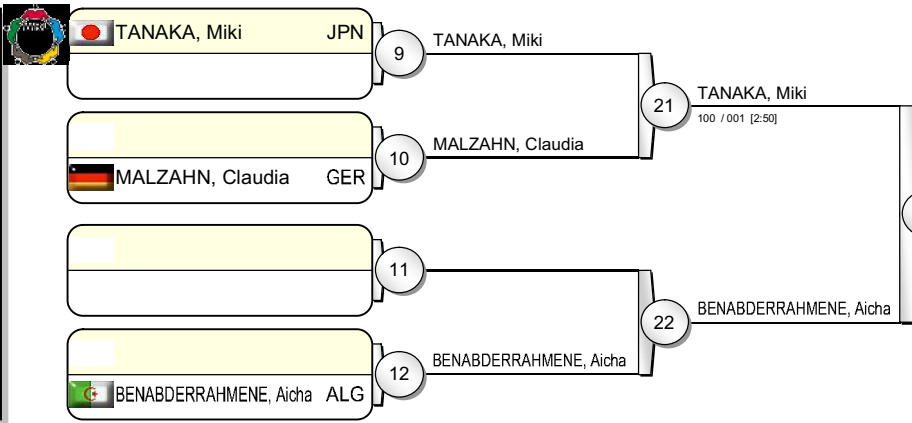 TANAKA, Miki JPN
9
TANAKA, Miki
21
TANAKA, Miki
100 / 001 [2:50]
10
MALZAHN, Claudia
MALZAHN, Claudia GER
11
22
BENABDERRAHMENE, Aicha
12
BENABDERRAHMENE, Aicha
BENABDERRAHMENE, Aicha ALG